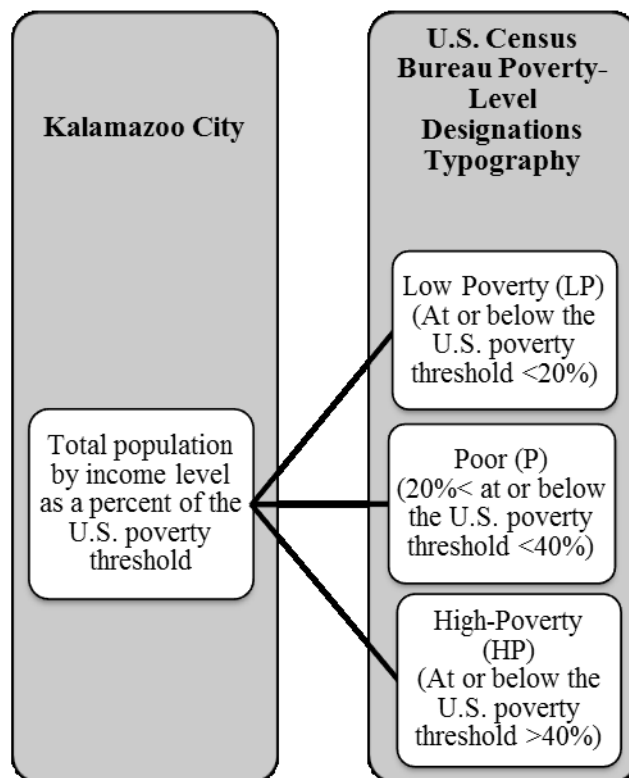 Kalamazoo City
Total population
by income level
as a percent of the
U.S. poverty
threshold
U.S. Census
Bureau Poverty-
Level
Designations
Typography
Low Poverty (LP)
(At or below the
U.S. poverty
threshold <20%)
Poor (P)
(20%< at or below
the U.S. poverty
threshold <40%)
High-Poverty
(HP)
(At or below the
U.S. poverty
threshold >40%)